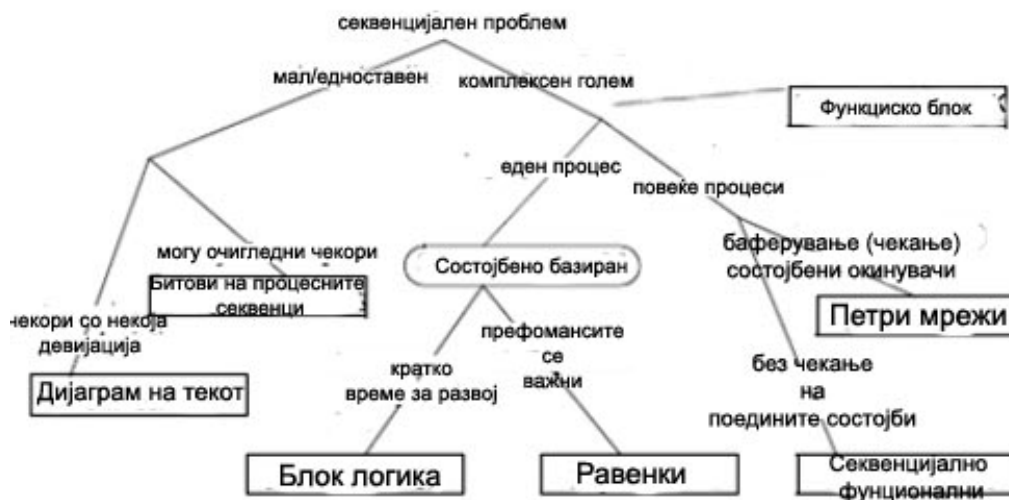 секвенцијален проблем
мал/едноставен
комплексен голем
Функциско блок
еден процес
повеќе процеси
могу очигледни чекори
Битови на процесните
секвенци
Состојбено базиран
баферување (чекање)
состојбени окинувачи
Петри мрежи
чекори со некоја
девијација
Дијаграм на текот
кратко
време за развој
префомансите
се
важни
без чекање
на
поедините состојби
Блок логика
Равенки
Секвенцијално
фунционални